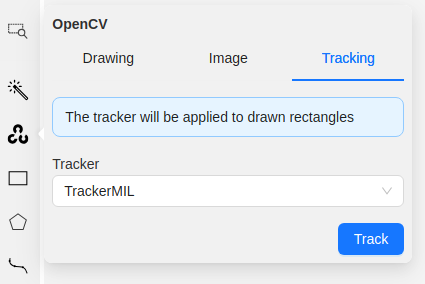 OpenCV
Drawing Image Tracking
The tracker will be applied to drawn rectangles
Tracker
TrackerMIL
Track